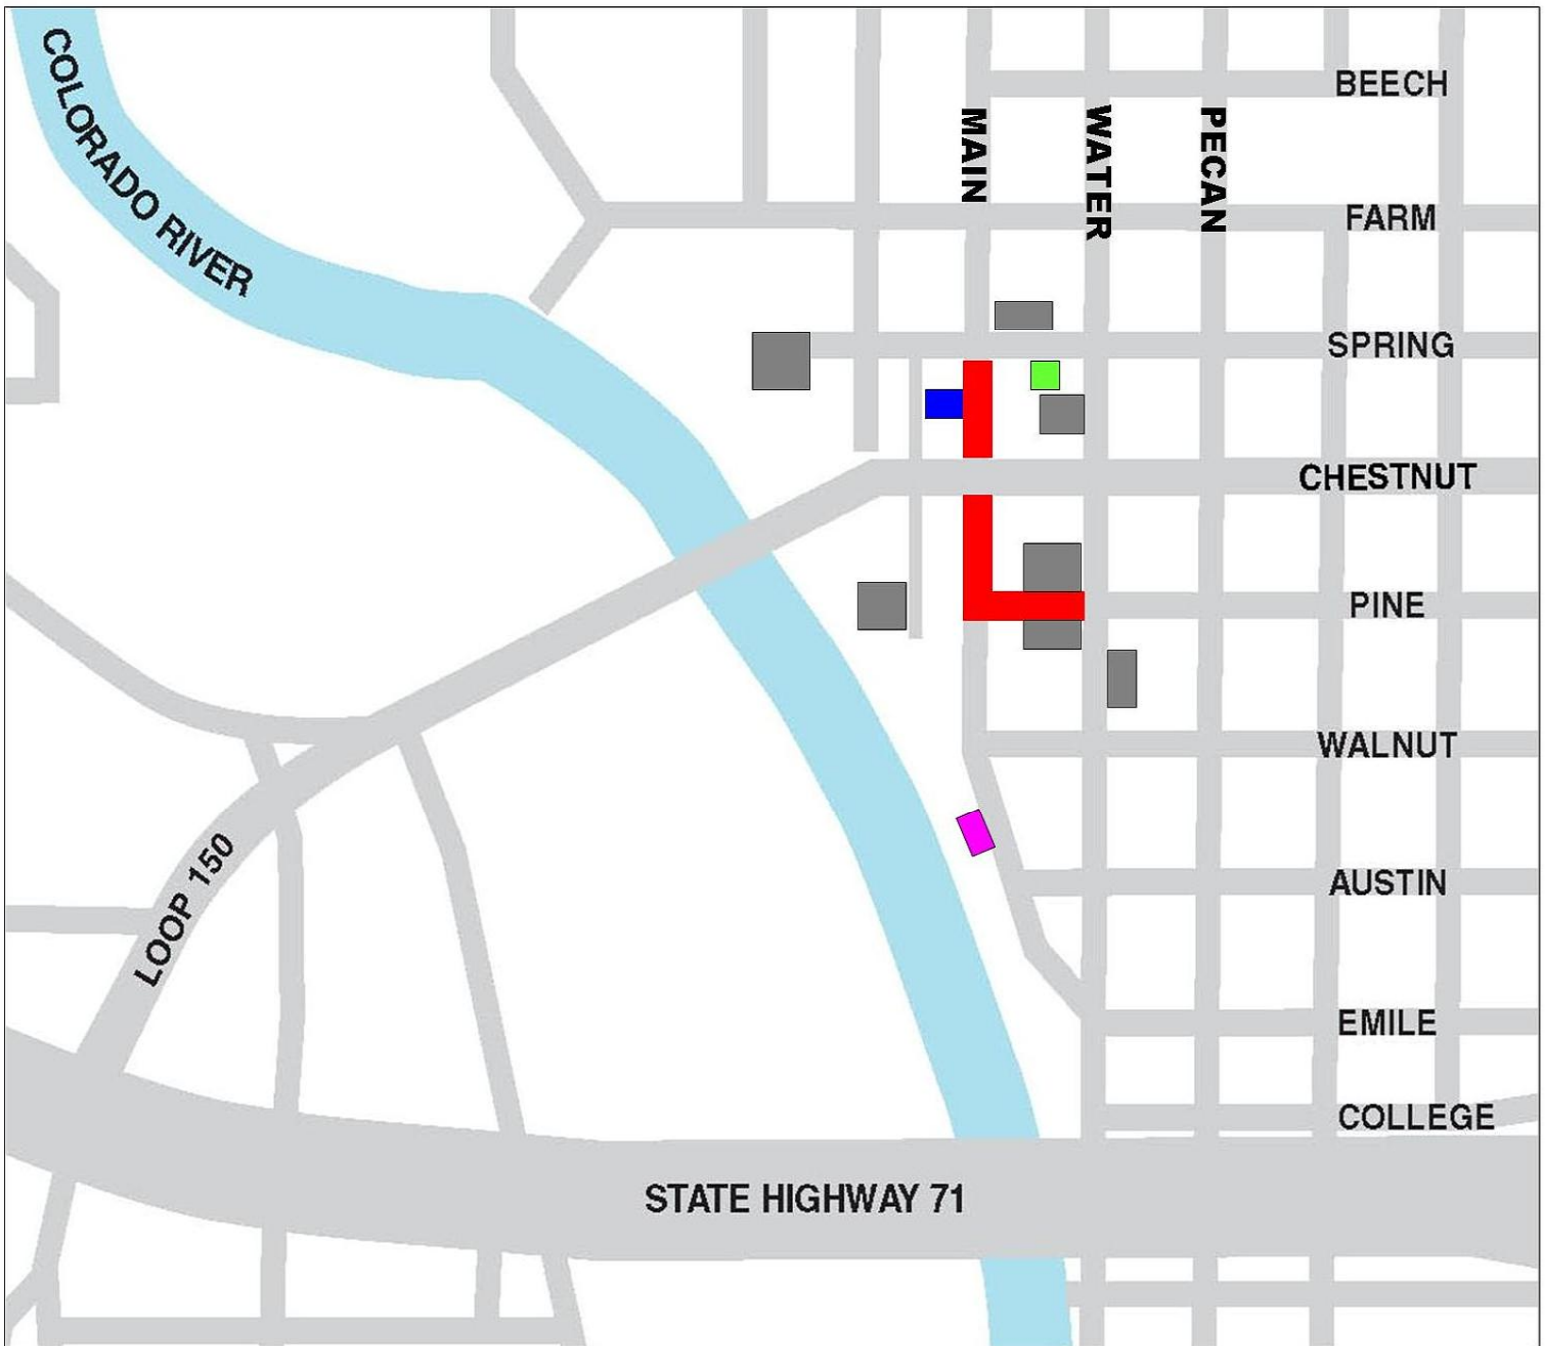 COLORADO RIVER
BEECH
MAIN
WATER
PECAN
FARM
SPRING
CHESTNUT
PINE
WALNUT
LOOP 150
AUSTIN
EMILE
COLLEGE
STATE HIGHWAY 71